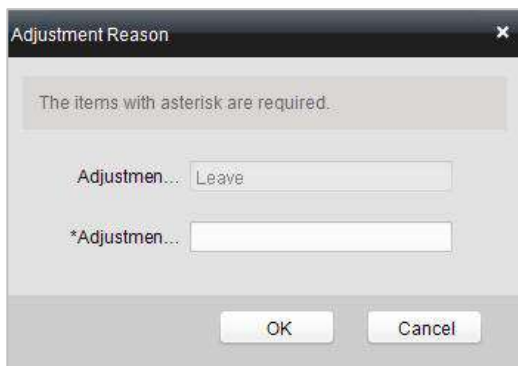 Adjustment Reason
The items with asterisk are required.
Adjustmen... Leave
*Adjustmen...
OK Cancel